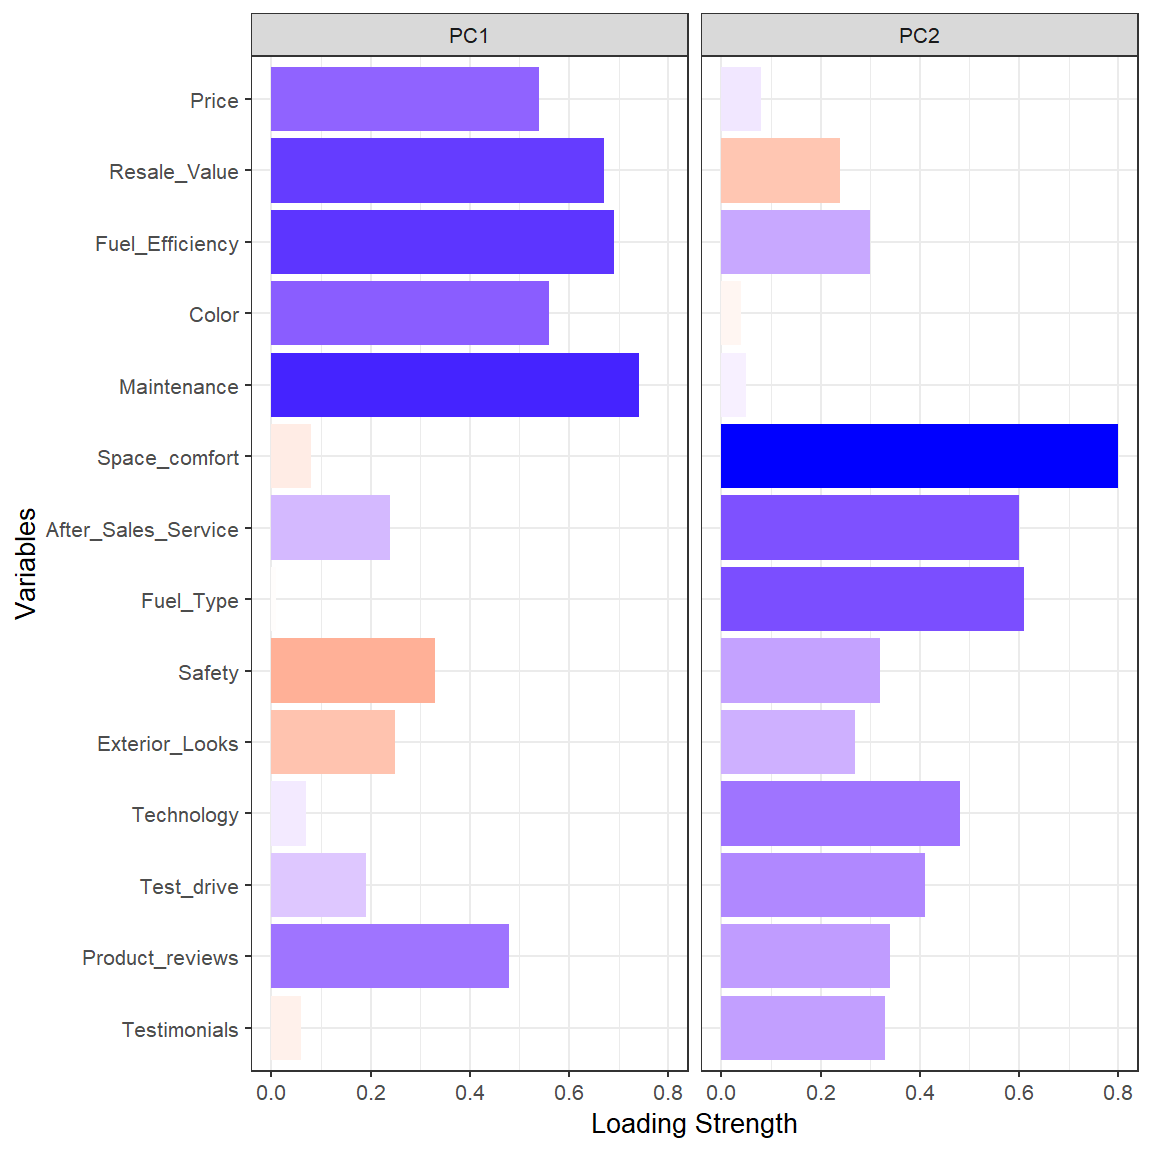 PC1
PC2
Price
Resale_Value
Fuel_Efficiency
Color
Maintenance
Space_comfort
After_Sales_Service
Fuel_Type
Safety
Exterior_Looks
Technology
Test_drive
Product_reviews
Testimonials
Variables
0.0 0.2 0.4 0.6 0.8
0.0 0.2 0.4 0.6 0.8
Loading Strength